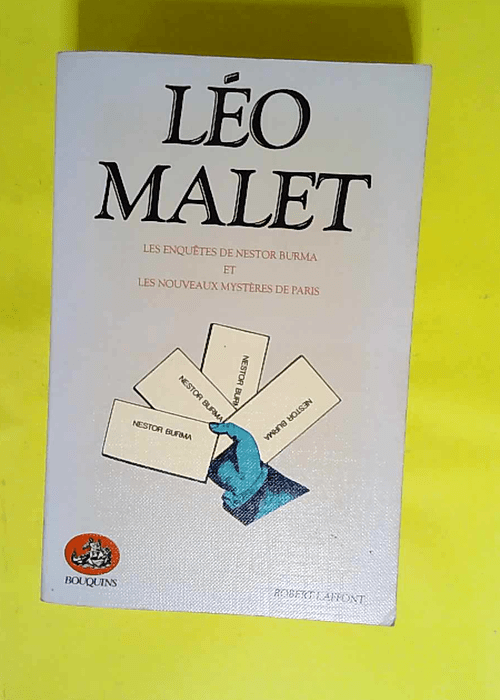 LÉO
MALET
LES ENQUÊTES DE NESTOR BURMA
ET
LES NOUVEAUX MYSTÈRES DE PARIS
NESTOR BURMA
NESTOR BURMA
NESTOR BURMA
NESTOR BURMA
BOUQUINS
ROBERT LAFFONT